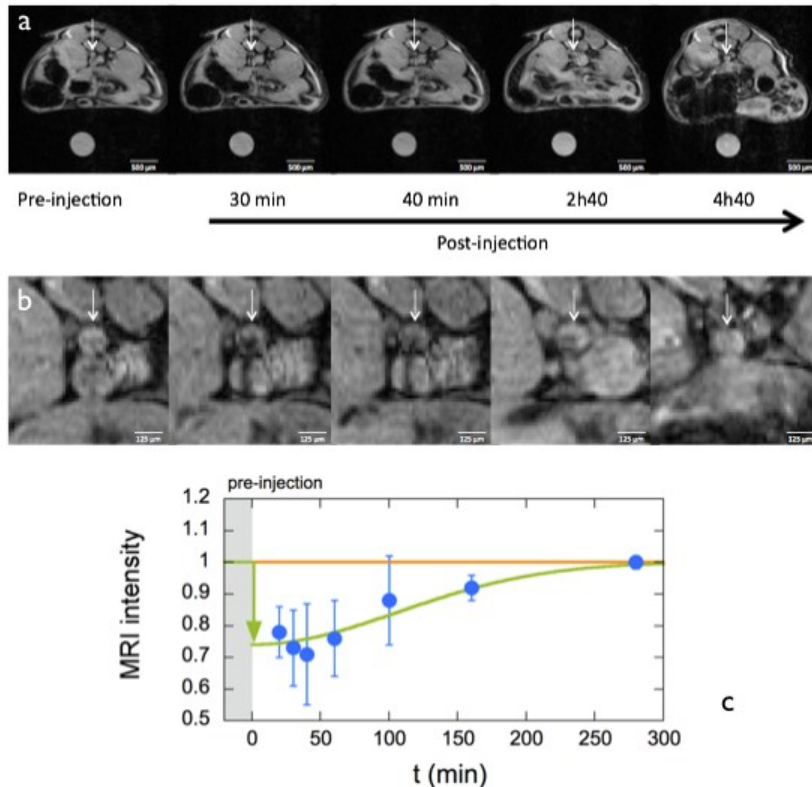 a
500 µm 500 µm 500 µm 500 µm 500 µm
Pre-injection 30 min 40 min 2h40 4h40
Post-injection
b
125 µm 125 µm 125 µm 125 µm 125 µm
pre-injection
1.2
1.1
1
0.9
0.8
0.7
0.6
0.5
MRI intensity
0 50 100 150 200 250 300
t (min)
c